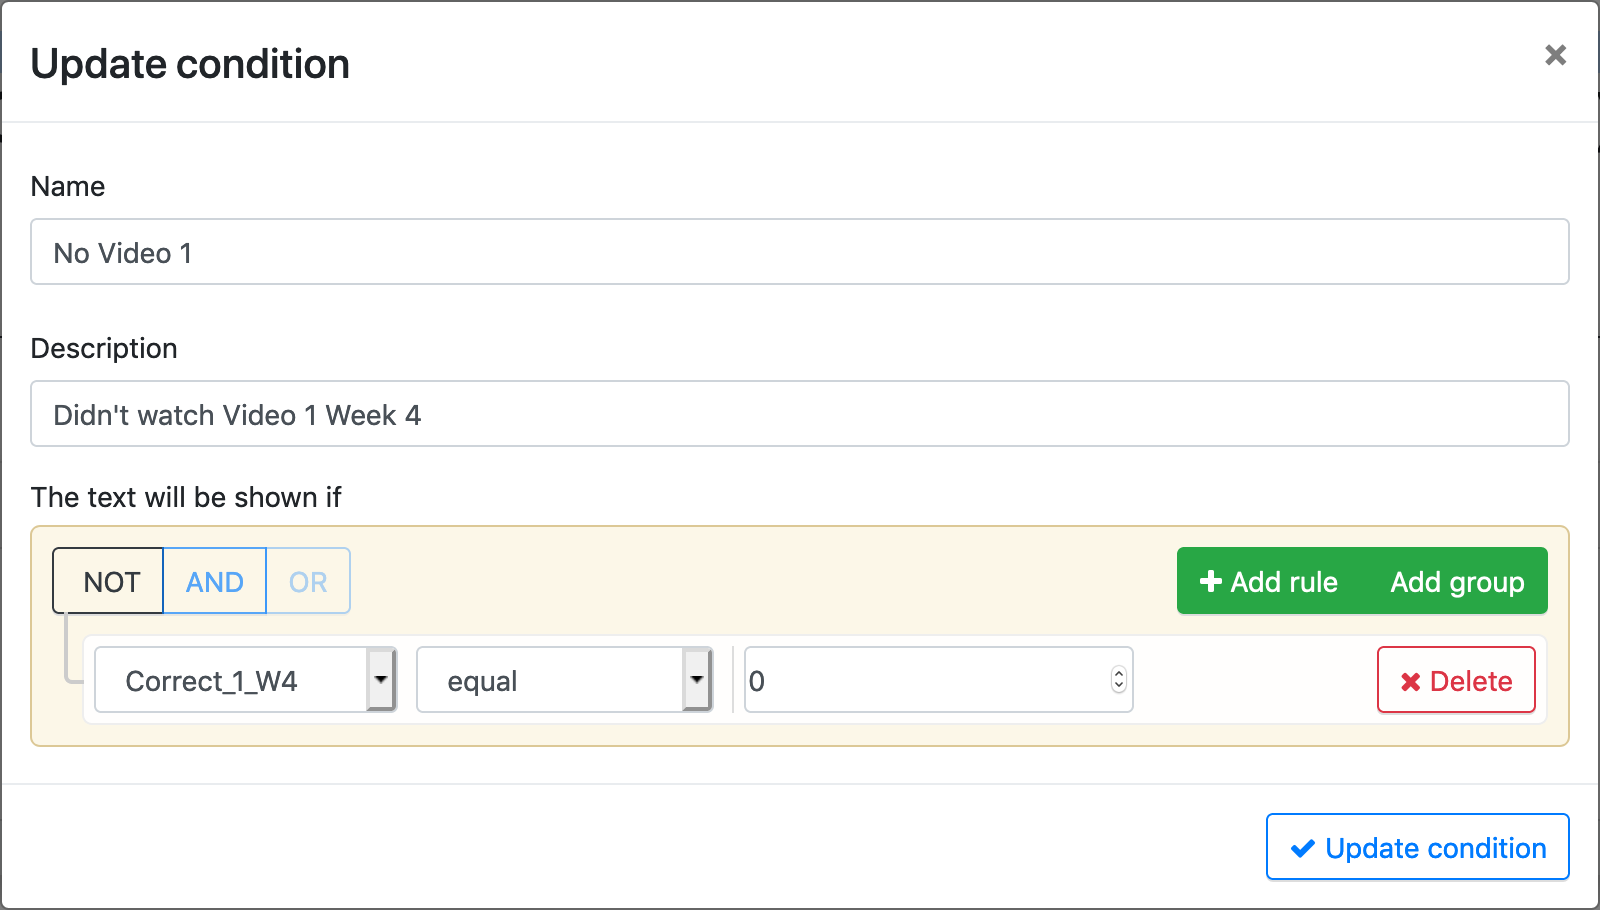 Update condition
Name
No Video 1
Description
Didn't watch Video 1 Week 4
The text will be shown if
NOT AND OR Add rule Add group
Correct_1_W4 equal 0 Delete
Update condition